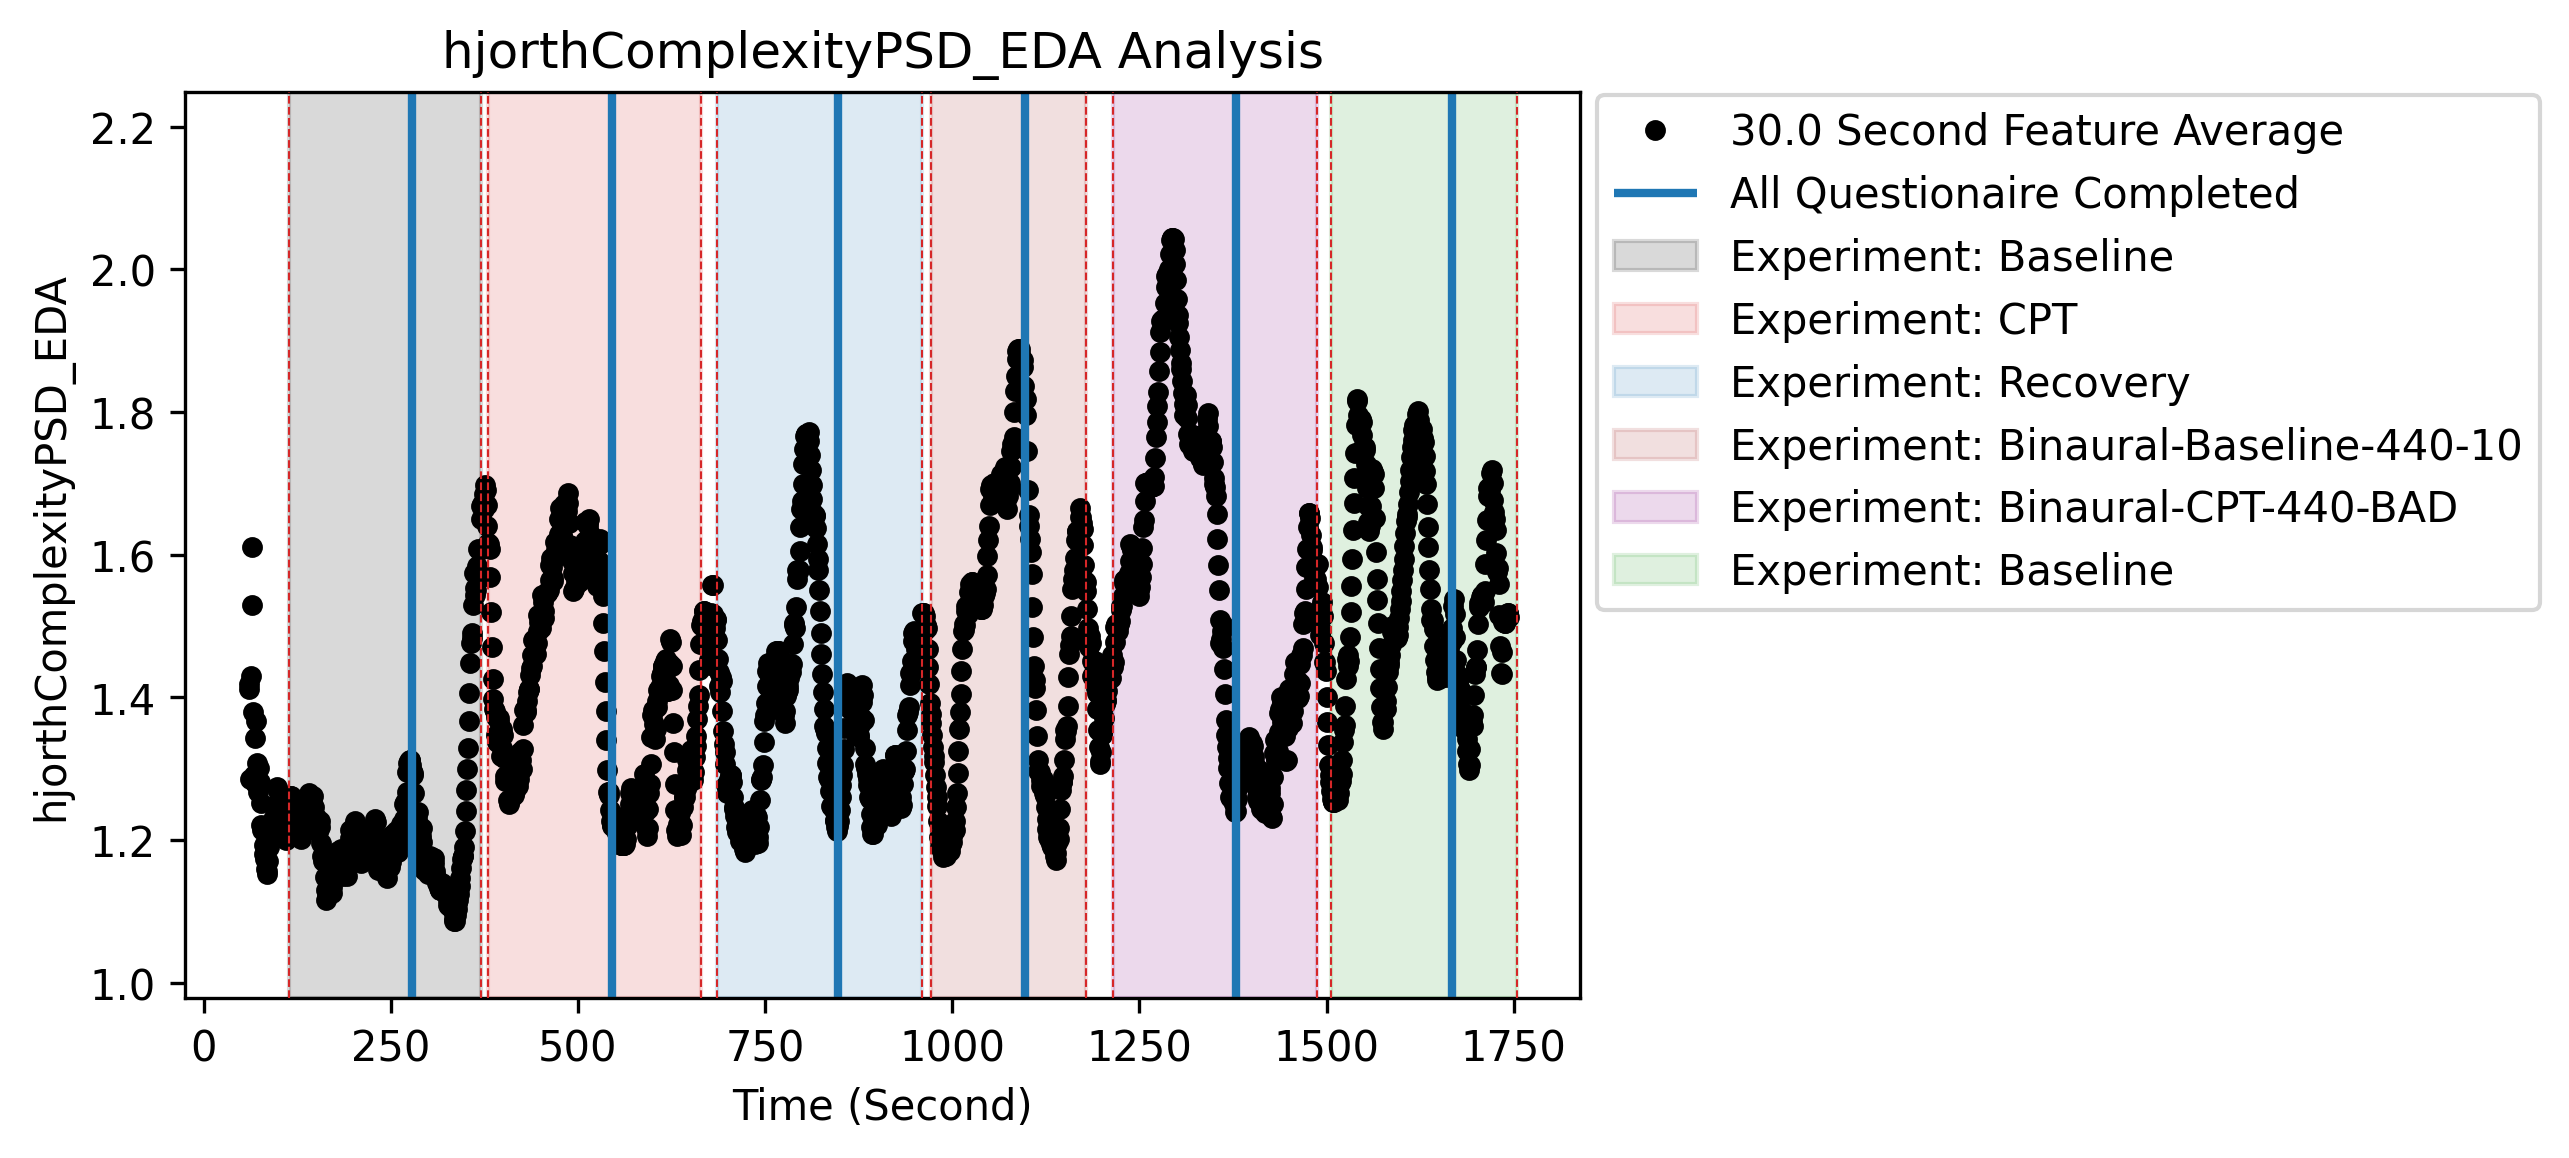 hjorthComplexityPSD_EDA Analysis
hjorthComplexityPSD_EDA
2.2
2.0
1.8
1.6
1.4
1.2
1.0
0 250 500 750 1000 1250 1500 1750
Time (Second)
30.0 Second Feature Average
All Questionaire Completed
Experiment: Baseline
Experiment: CPT
Experiment: Recovery
Experiment: Binaural-Baseline-440-10
Experiment: Binaural-CPT-440-BAD
Experiment: Baseline